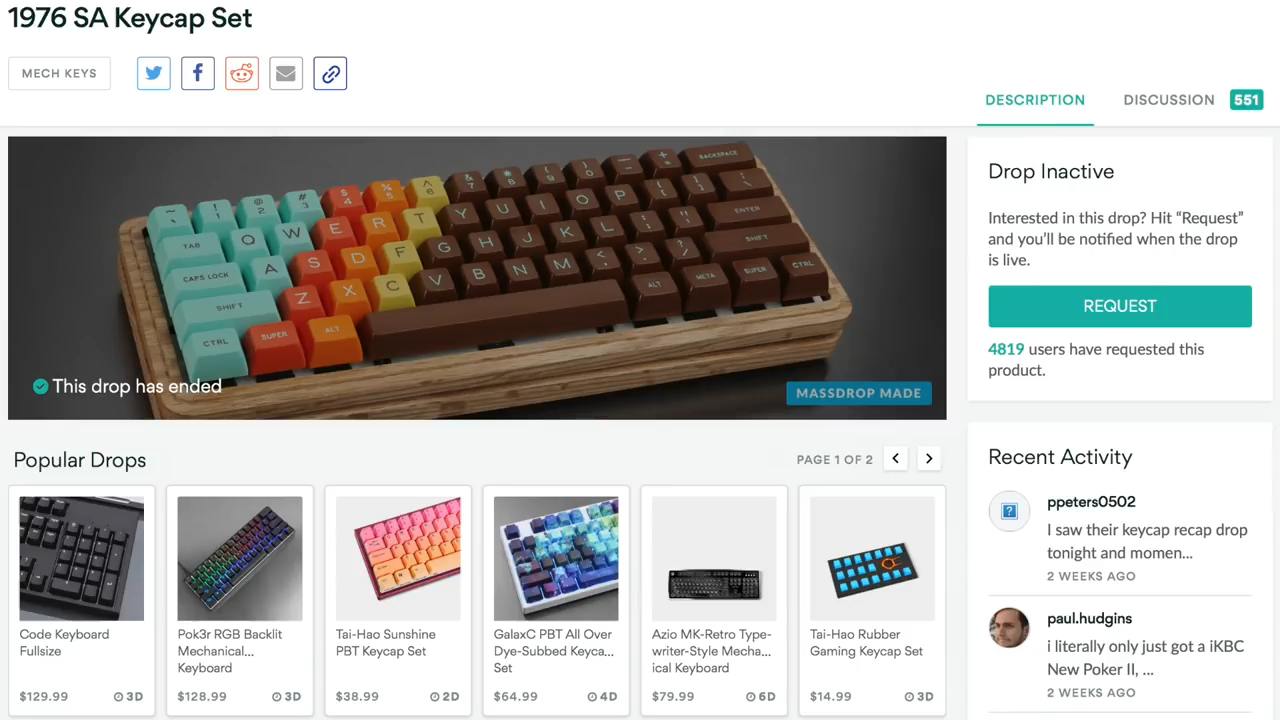 1976 SA Keycap Set
MECH KEYS
DESCRIPTION
DISCUSSION 551
BACKSPACE
TAB Q W E R T Y U I O P
CAPS LOCK A S D F G H J K L ENTER
SHIFT Z X C V B N M SHIFT
CTRL SUPER ALT ALT META SUPER CTRL
This drop has ended
MASSDROP MADE
Drop Inactive
Interested in this drop? Hit “Request”
and you’ll be notified when the drop
is live.
REQUEST
4819 users have requested this
product.
Popular Drops
PAGE 1 OF 2
Code Keyboard
Fullsize
$129.99 3D
Pok3r RGB Backlit
Mechanical...
Keyboard
$128.99 3D
Tai-Hao Sunshine
PBT Keycap Set
$38.99 2D
GalaxC PBT All Over
Dye-Subbed Keyca...
Set
$64.99 4D
Azio MK-Retro Type-
writer-Style Mecha...
ical Keyboard
$79.99 6D
Tai-Hao Rubber
Gaming Keycap Set
$14.99 3D
Recent Activity
ppeters0502
I saw their keycap recap drop
tonight and momen...
2 WEEKS AGO
paul.hudgins
i literally only just got a iKBC
New Poker II, ...
2 WEEKS AGO